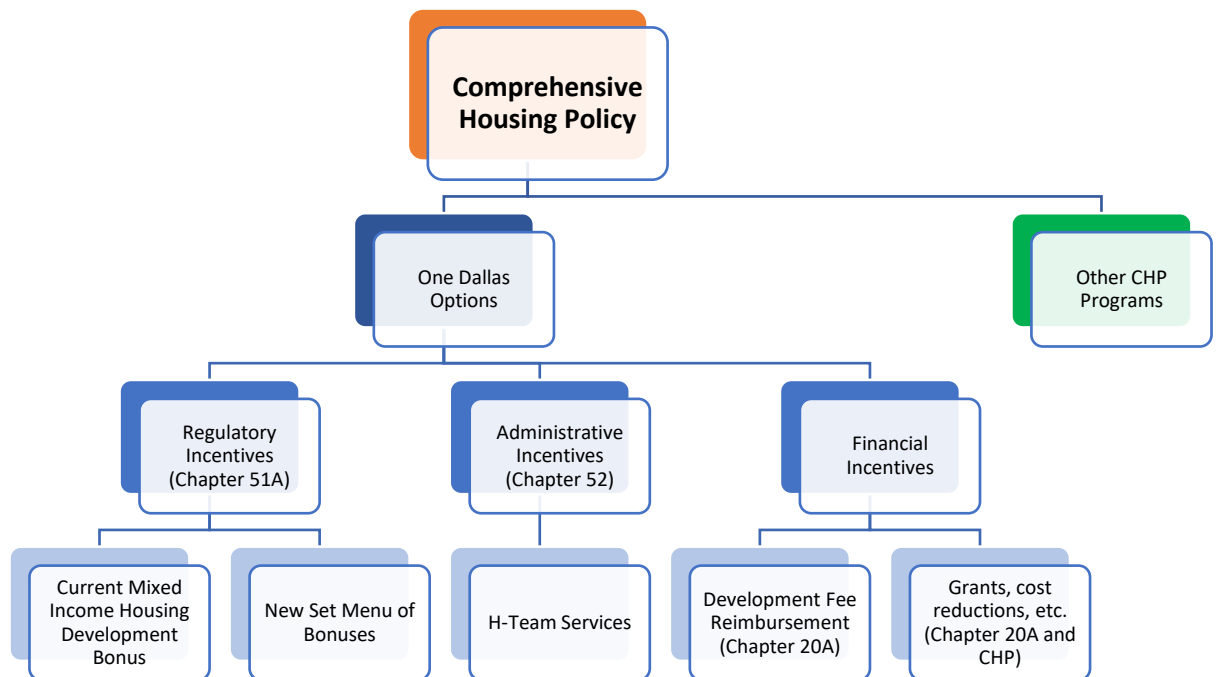 Comprehensive
Housing Policy
One Dallas
Options
Other CHP
Programs
Regulatory
Incentives
(Chapter 51A)
Administrative
Incentives
(Chapter 52)
Financial
Incentives
Current Mixed
Income Housing
Development
Bonus
New Set Menu of
Bonuses
H-Team Services
Development Fee
Reimbursement
(Chapter 20A)
Grants, cost
reductions, etc.
(Chapter 20A and
CHP)